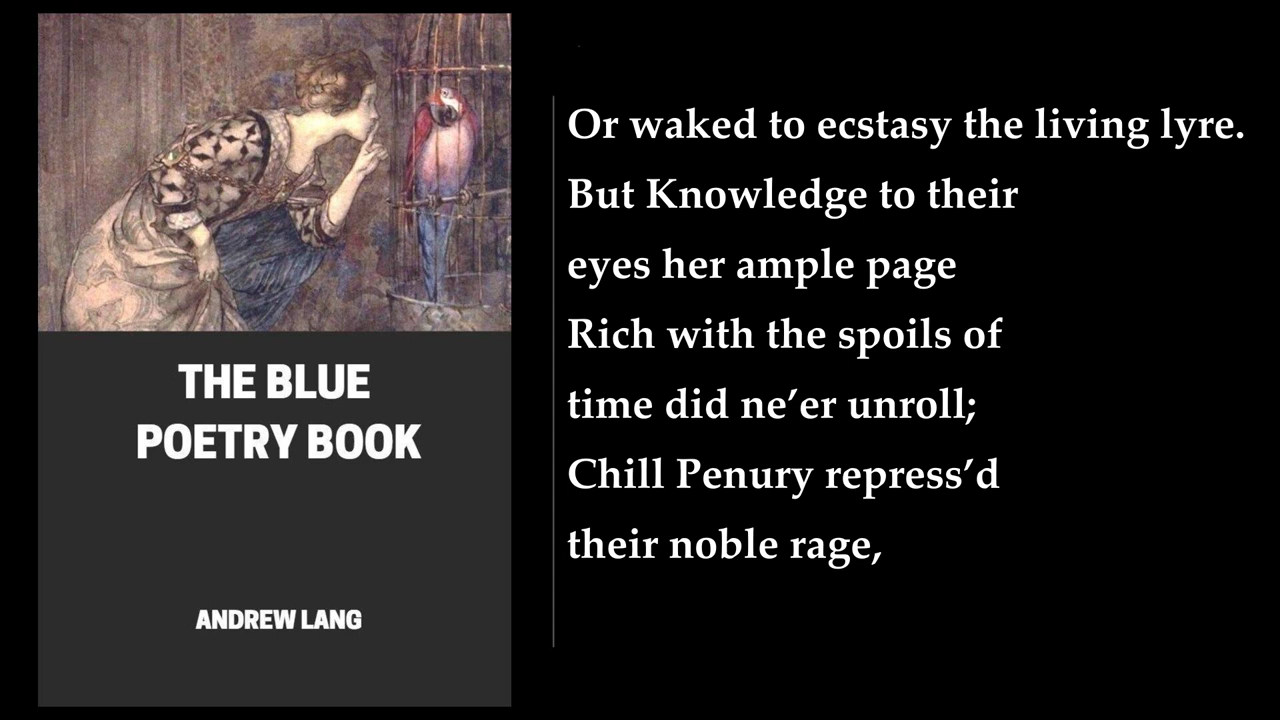 THE BLUE
POETRY BOOK
ANDREW LANG
Or waked to ecstasy the living lyre.
But Knowledge to their
eyes her ample page
Rich with the spoils of
time did ne’er unroll;
Chill Penury repress’d
their noble rage,